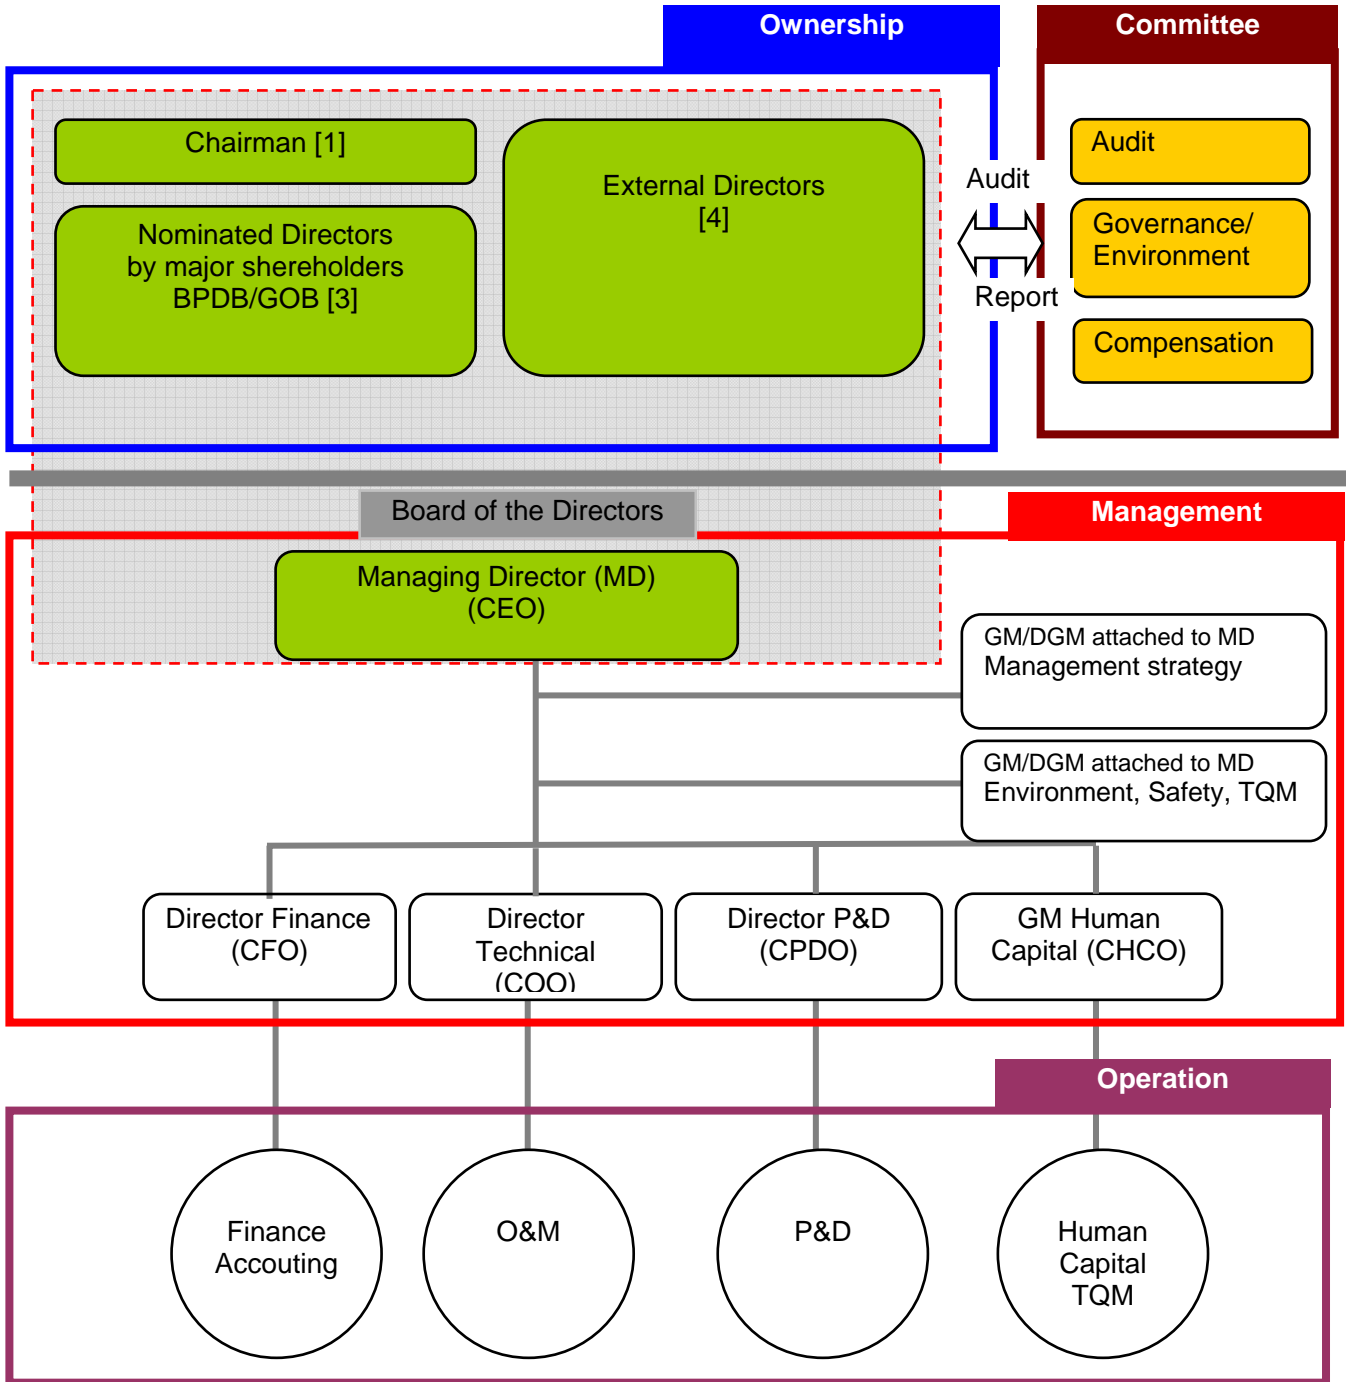 Ownership
Committee
Chairman [1]
Nominated Directors
by major shereholders
BPDB/GOB [3]
External Directors
[4]
Audit
Report
Audit
Governance/
Environment
Compensation
Board of the Directors
Management
Managing Director (MD)
(CEO)
GM/DGM attached to MD
Management strategy
GM/DGM attached to MD
Environment, Safety, TQM
Director Finance
(CFO)
Director
Technical
(COO)
Director P&D
(CPDO)
GM Human
Capital (CHCO)
Operation
Finance
Accouting
O&M
P&D
Human
Capital
TQM